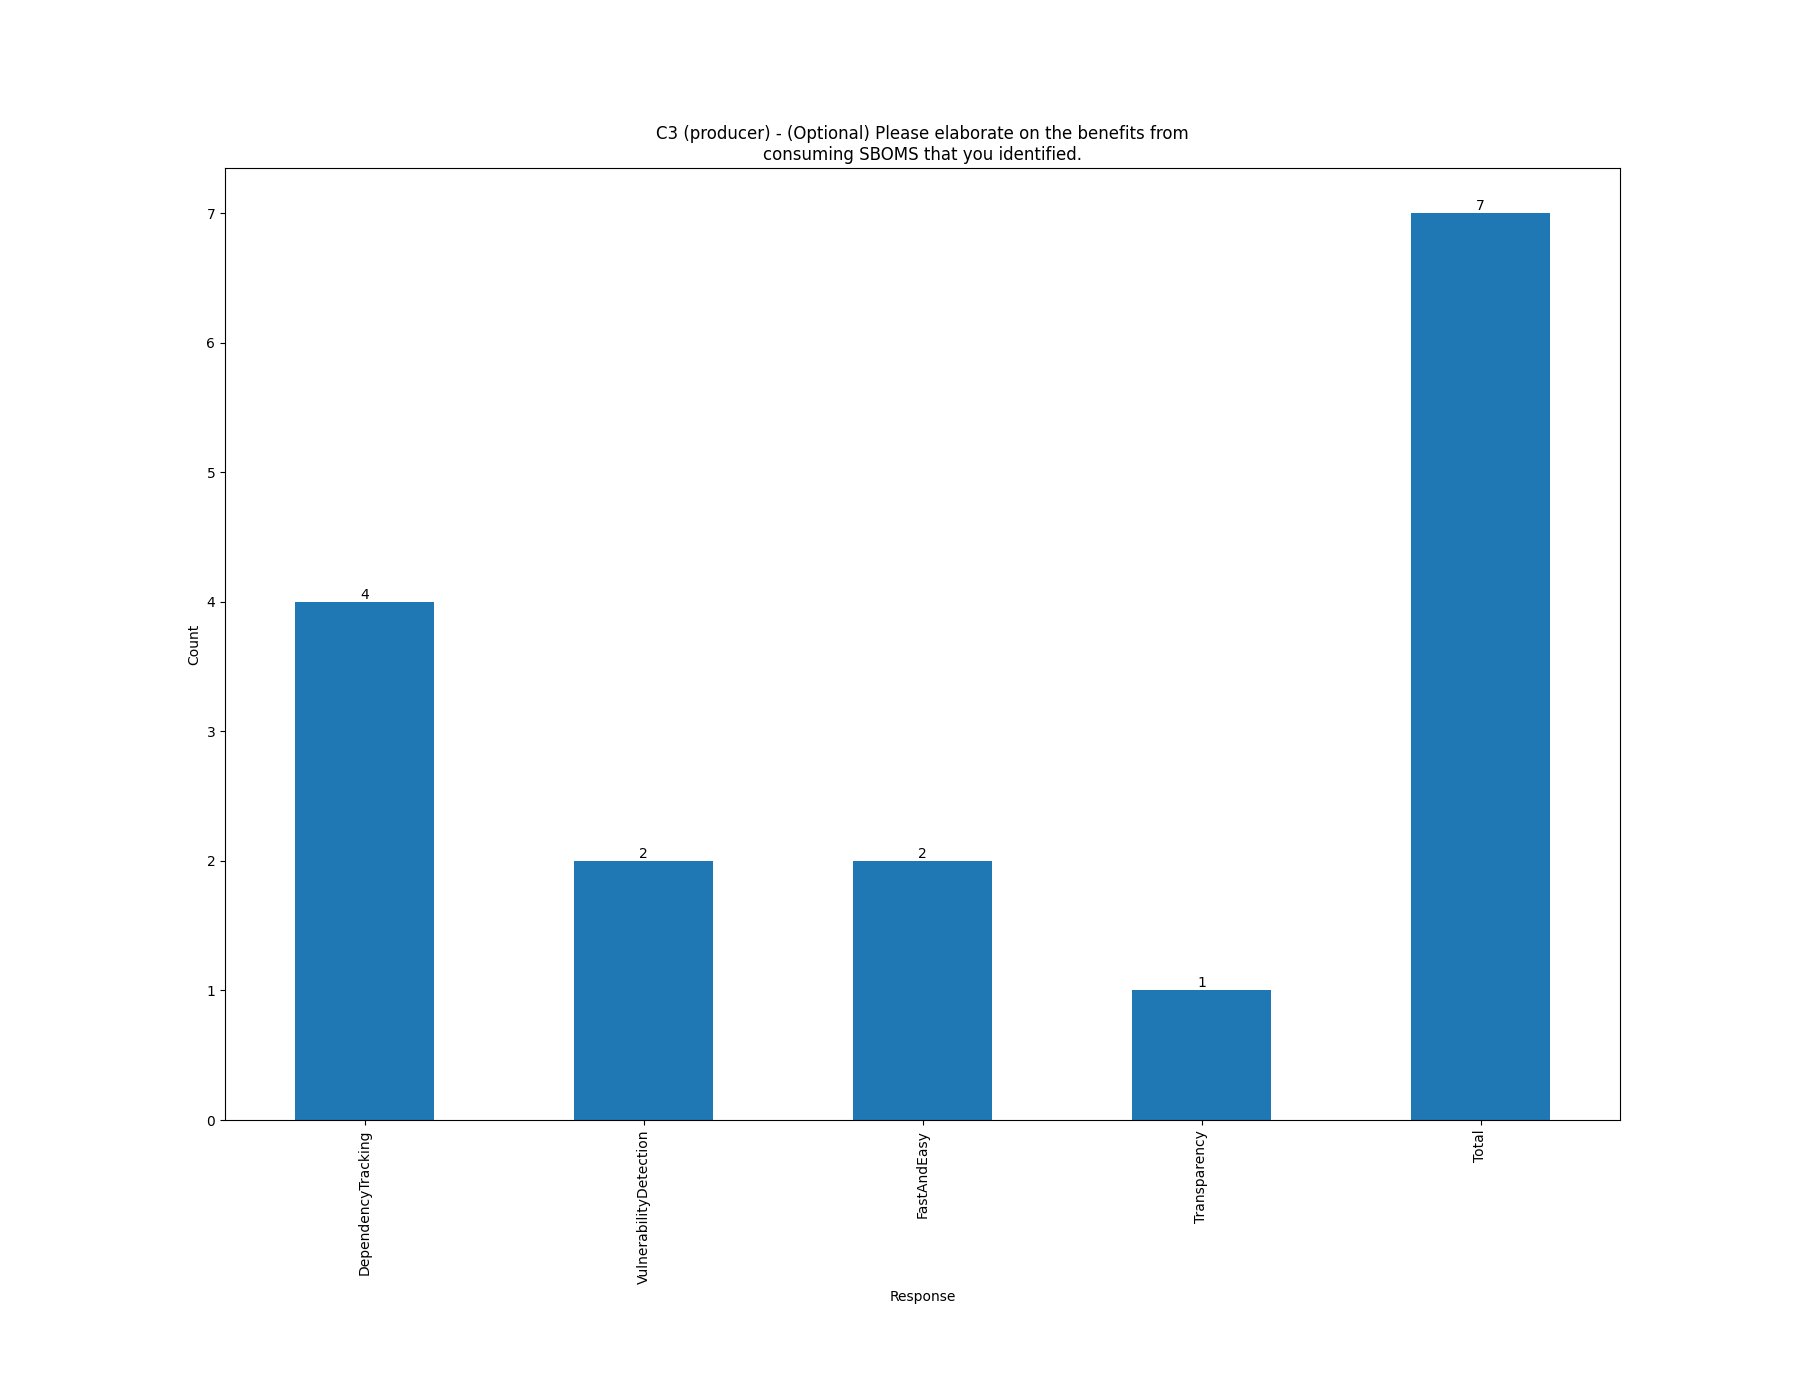 C3 (producer) - (Optional) Please elaborate on the benefits from
consuming SBOMS that you identified.
Count
7
6
5
4
3
2
1
0
4
2
2
1
7
DependencyTracking
VulnerabilityDetection
FastAndEasy
Transparency
Total
Response